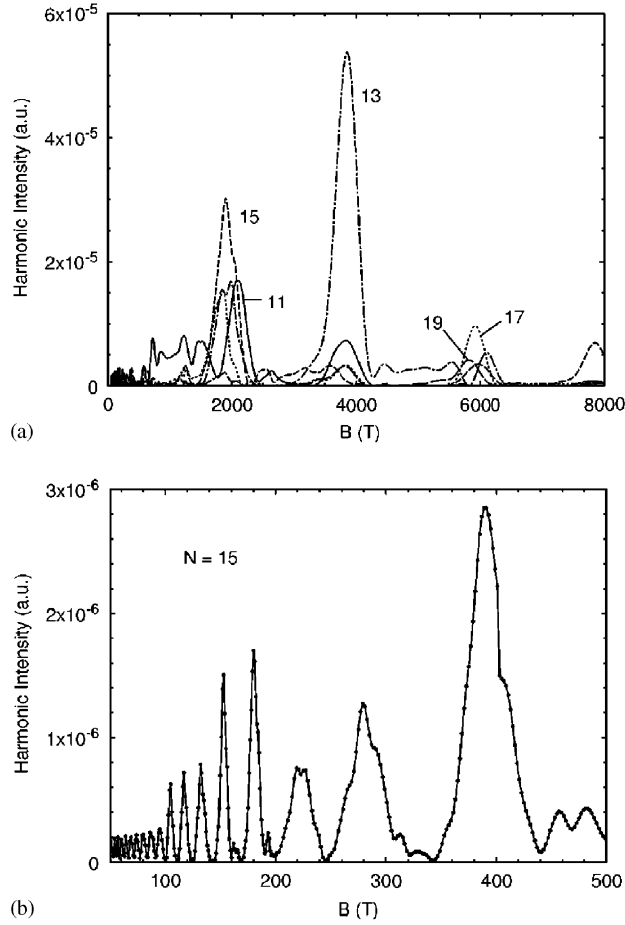 6x10-5
4x10-5
2x10-5
0
Harmonic Intensity (a.u.)
13
15
11
19
17
0
2000
4000
6000
8000
B (T)
(a)
3x10-6
2x10-6
1x10-6
0
Harmonic Intensity (a.u.)
N = 15
100
200
300
400
500
B (T)
(b)